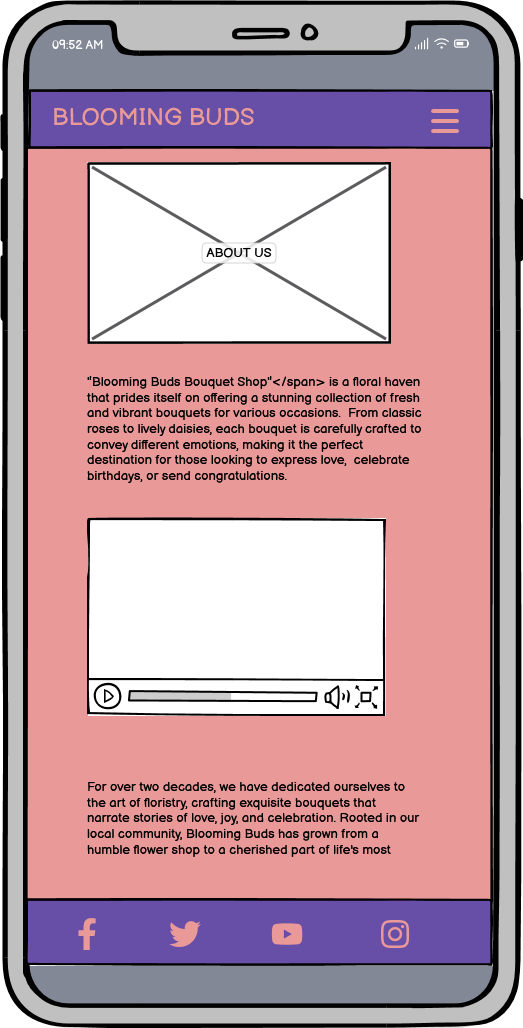 09:52 AM
BLOOMING BUDS
ABOUT US
"Blooming Buds Bouquet Shop"</span> is a floral haven
that prides itself on offering a stunning collection of fresh
and vibrant bouquets for various occasions.  From classic
roses to lively daisies, each bouquet is carefully crafted to
convey different emotions, making it the perfect
destination for those looking to express love,  celebrate
birthdays, or send congratulations.
For over two decades, we have dedicated ourselves to
the art of floristry, crafting exquisite bouquets that
narrate stories of love, joy, and celebration. Rooted in our
local community, Blooming Buds has grown from a
humble flower shop to a cherished part of life's most